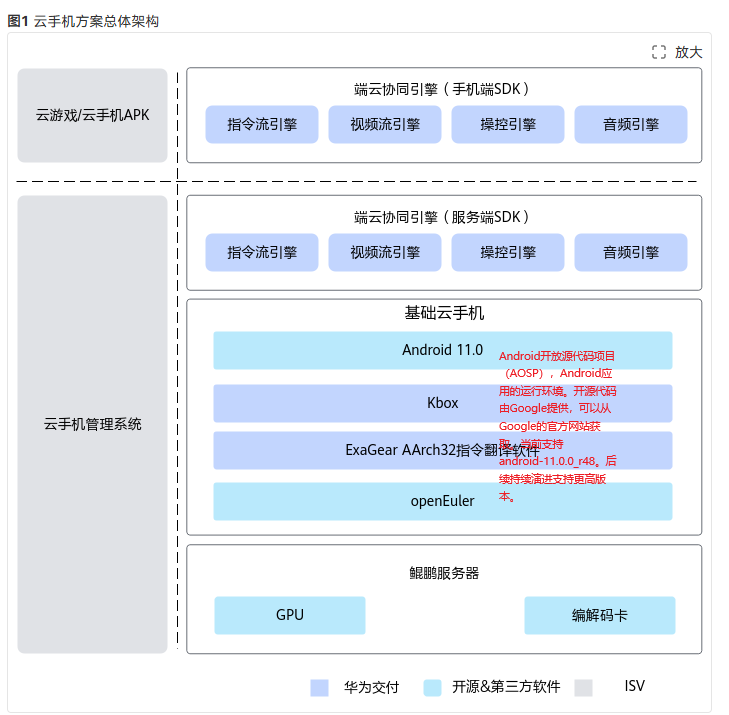 图1 云手机方案总体架构
放大
云游戏/云手机APK
端云协同引擎（手机端SDK）
指令流引擎 视频流引擎 操控引擎 音频引擎
端云协同引擎（服务端SDK）
指令流引擎 视频流引擎 操控引擎 音频引擎
云手机管理系统
基础云手机
Android 11.0
Kbox
ExaGear AArch32指令翻译软件
openEuler
Android开放源代码项目
（AOSP），Android应
用的运行环境。开源代码
由Google提供，可以从
Google的官方网站获
取，当前支持
android-11.0.0_r48。后
续持续演进支持更高版
本。
鲲鹏服务器
GPU 编解码卡
华为交付 开源&第三方软件 ISV